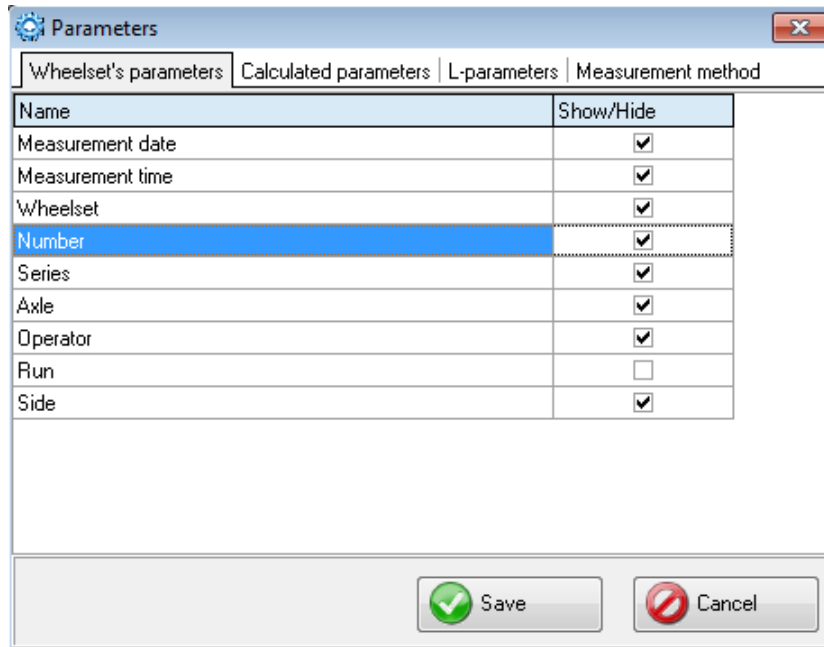 Parameters
Wheelset's parameters Calculated parameters L-parameters Measurement method
Name Show/Hide
Measurement date
Measurement time
Wheelset
Number
Series
Axle
Operator
Run
Side
Save Cancel